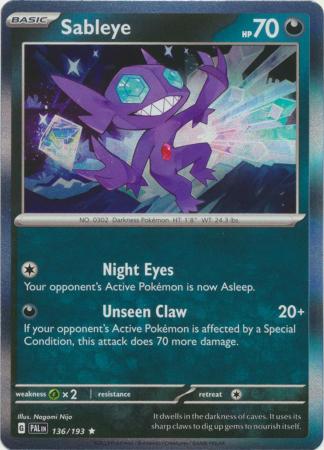 BASIC
Sableye
HP 70
NO. 0302 Darkness Pokémon HT: 1'8" WT: 24.3 lbs.
Night Eyes
Your opponent's Active Pokémon is now Asleep.
Unseen Claw 20+
If your opponent's Active Pokémon is affected by a Special
Condition, this attack does 70 more damage.
weakness ×2 resistance retreat
Illus. Nagomi Nijo
G PAL EN 136/193 ★
It dwells in the darkness of caves. It uses its
sharp claws to dig up gems to nourish itself.